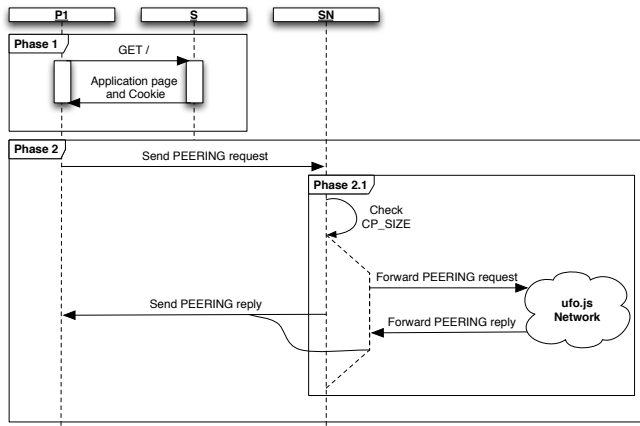 P1
S
SN
Phase 1
GET /
Application page
and Cookie
Phase 2
Send PEERING request
Phase 2.1
Check
CP_SIZE
Forward PEERING request
ufo.js
Network
Send PEERING reply
Forward PEERING reply